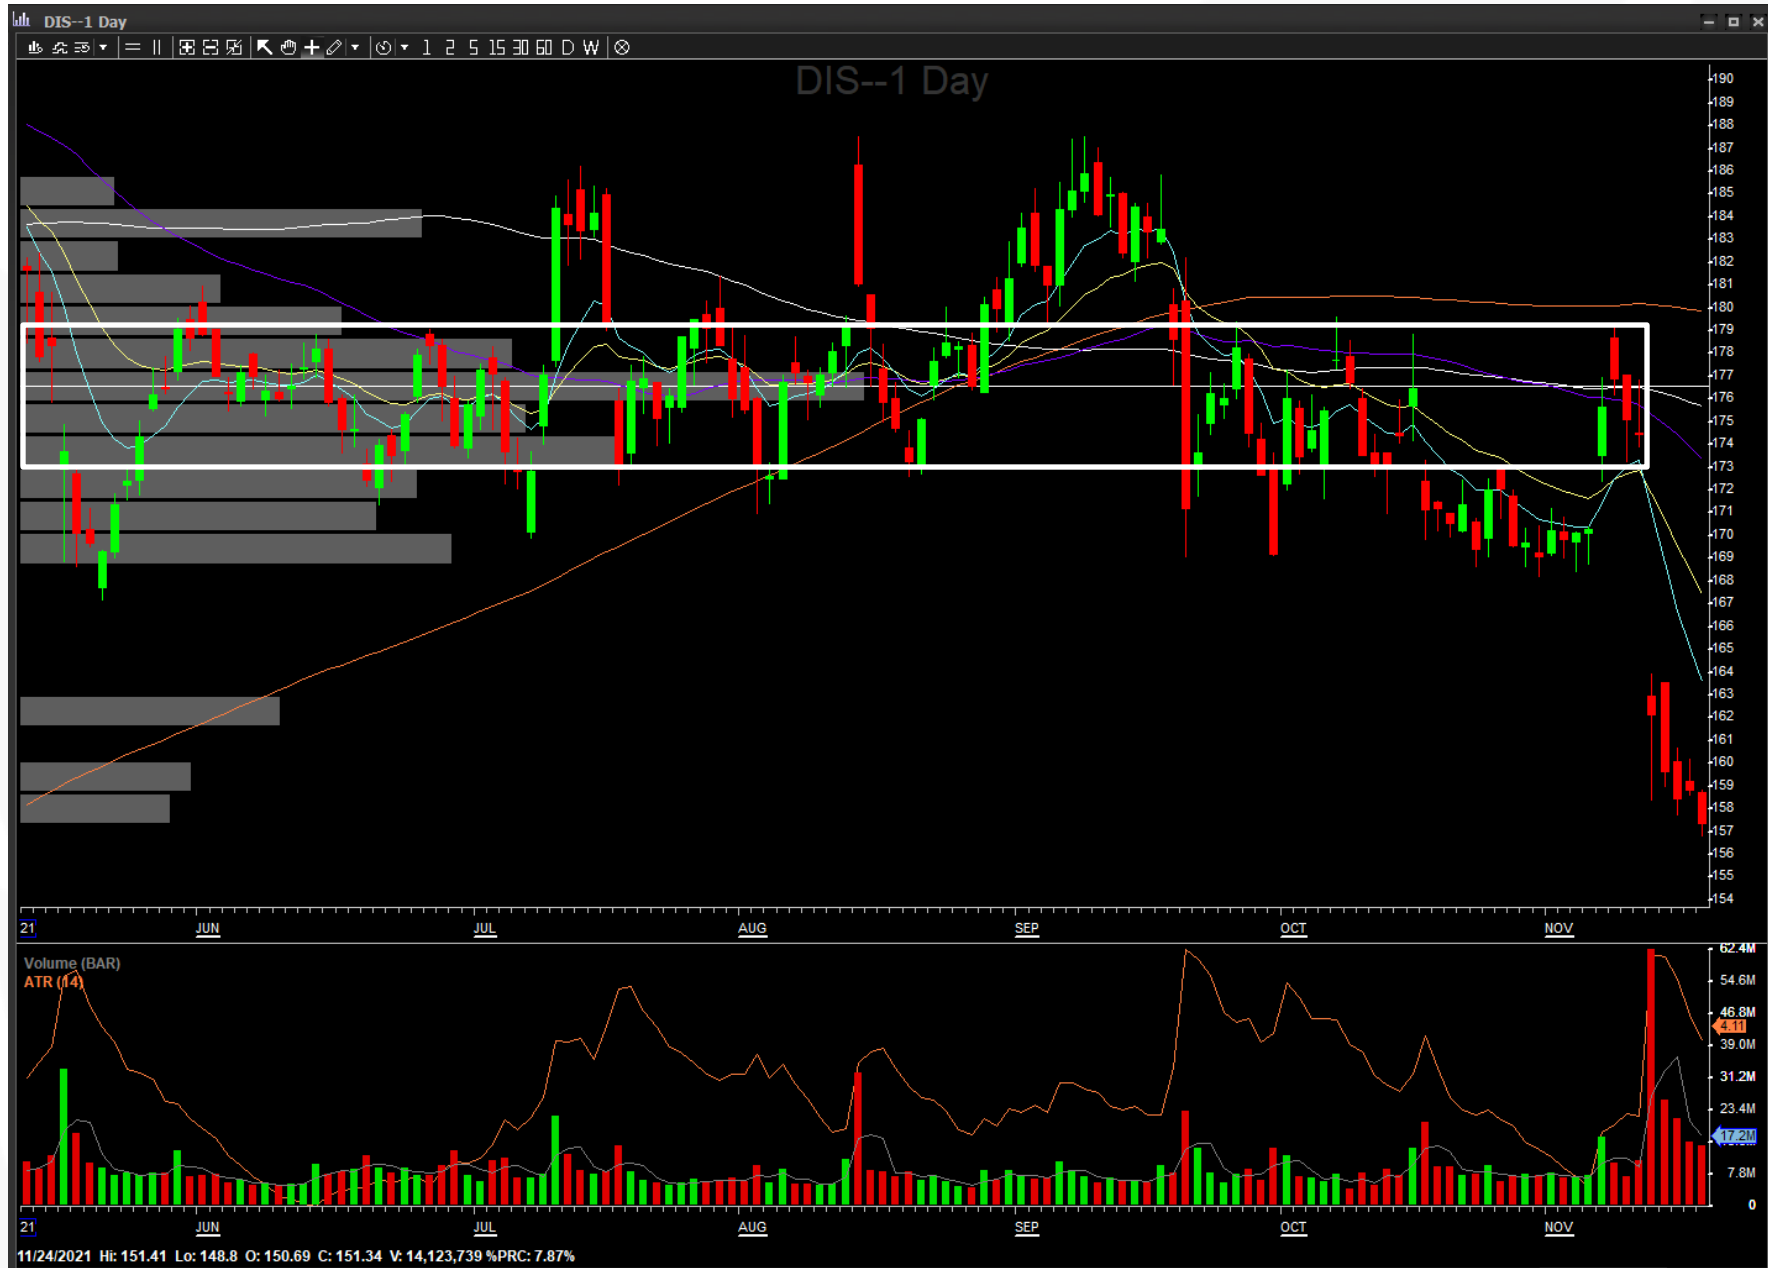 DIS--1 Day
1 2 5 15 30 60 D W
DIS--1 Day
190
189
188
187
186
185
184
183
182
181
180
179
178
177
176
175
174
173
172
171
170
169
168
167
166
165
164
163
162
161
160
159
158
157
156
155
154
21 JUN JUL AUG SEP OCT NOV
Volume (BAR)
ATR (14)
62.4M
54.6M
46.8M
4.11
39.0M
31.2M
23.4M
17.2M
7.8M
0
21 JUN JUL AUG SEP OCT NOV
11/24/2021 Hi: 151.41 Lo: 148.8 O: 150.69 C: 151.34 V: 14,123,739 %PRC: 7.87%